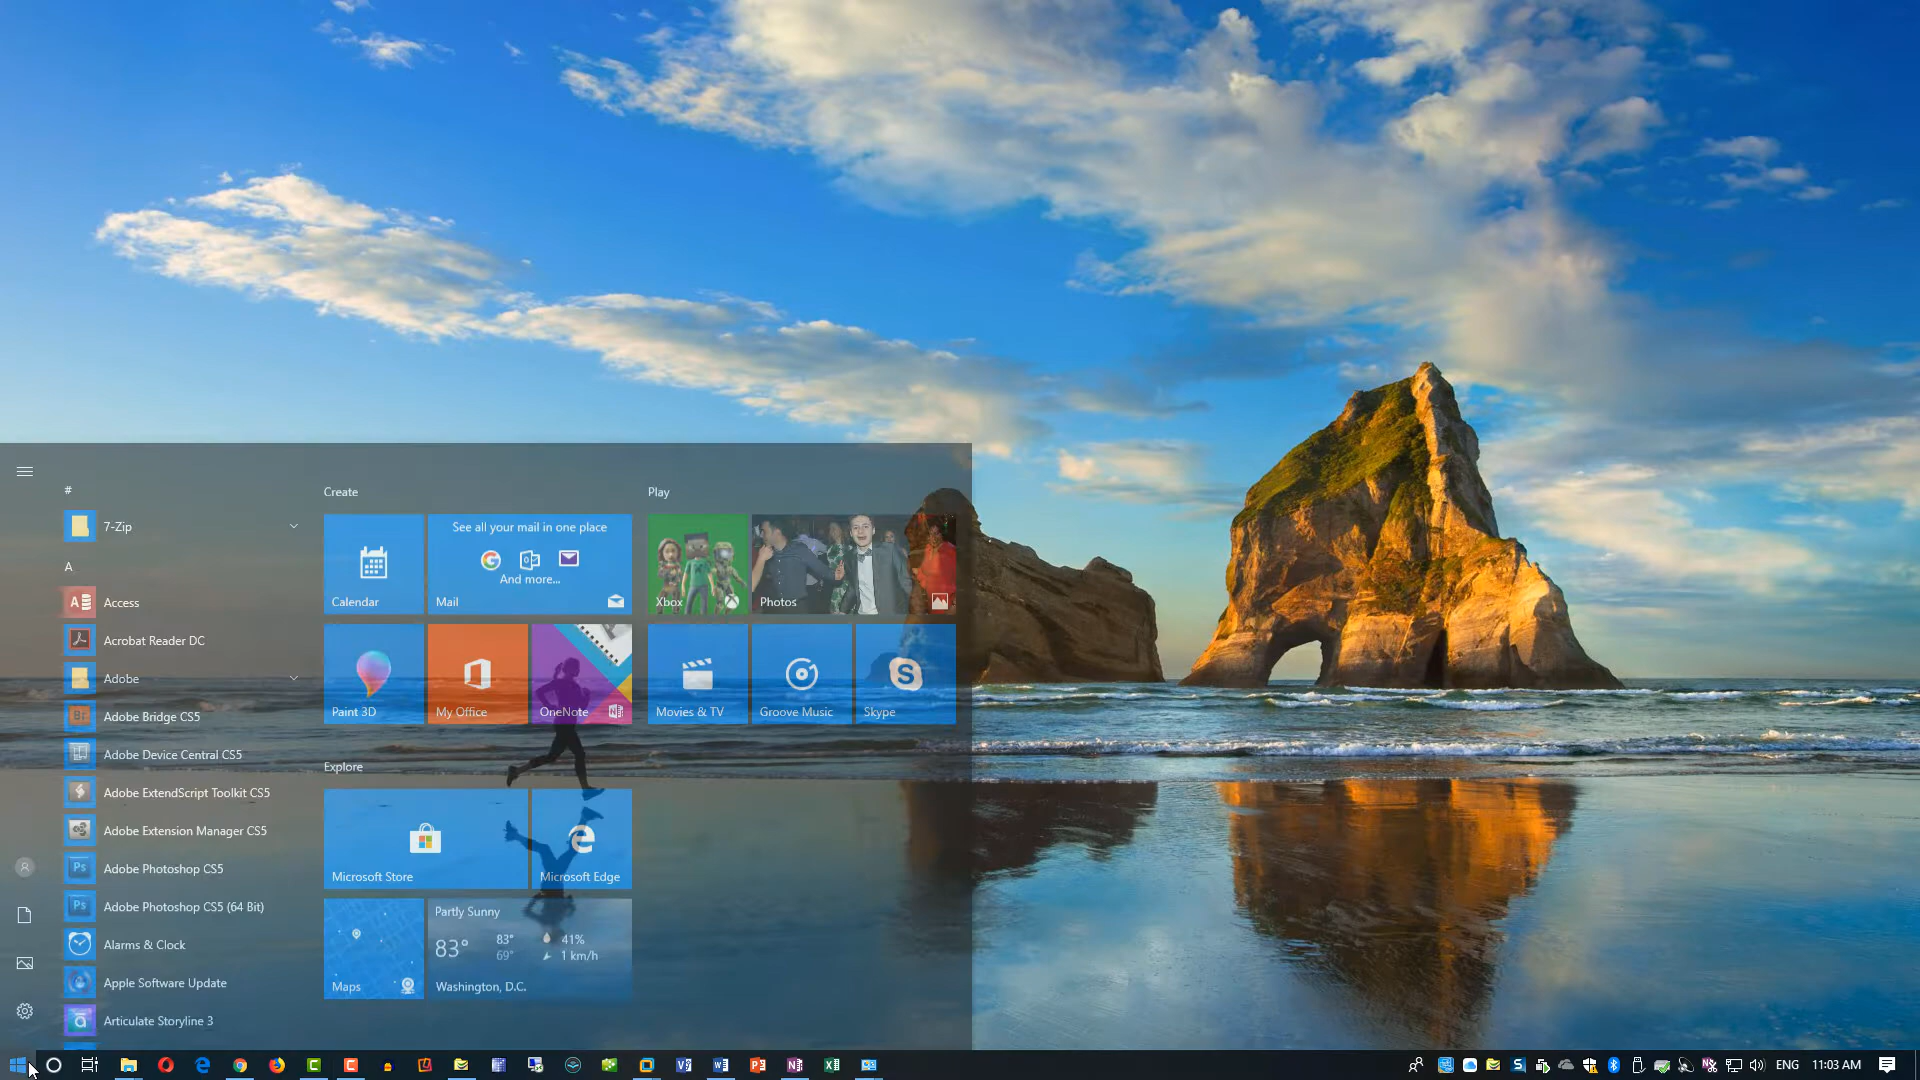 #
7-Zip
A
Access
Acrobat Reader DC
Adobe
Adobe Bridge CS5
Adobe Device Central CS5
Adobe ExtendScript Toolkit CS5
Adobe Extension Manager CS5
Adobe Photoshop CS5
Adobe Photoshop CS5 (64 Bit)
Alarms & Clock
Apple Software Update
Articulate Storyline 3
Create
Calendar
See all your mail in one place
And more...
Mail
Paint 3D
My Office
OneNote
Explore
Microsoft Store
Microsoft Edge
Maps
Partly Sunny
83°
83°
69°
41%
1 km/h
Washington, D.C.
Play
Xbox
Photos
Movies & TV
Groove Music
Skype
ENG
11:03 AM